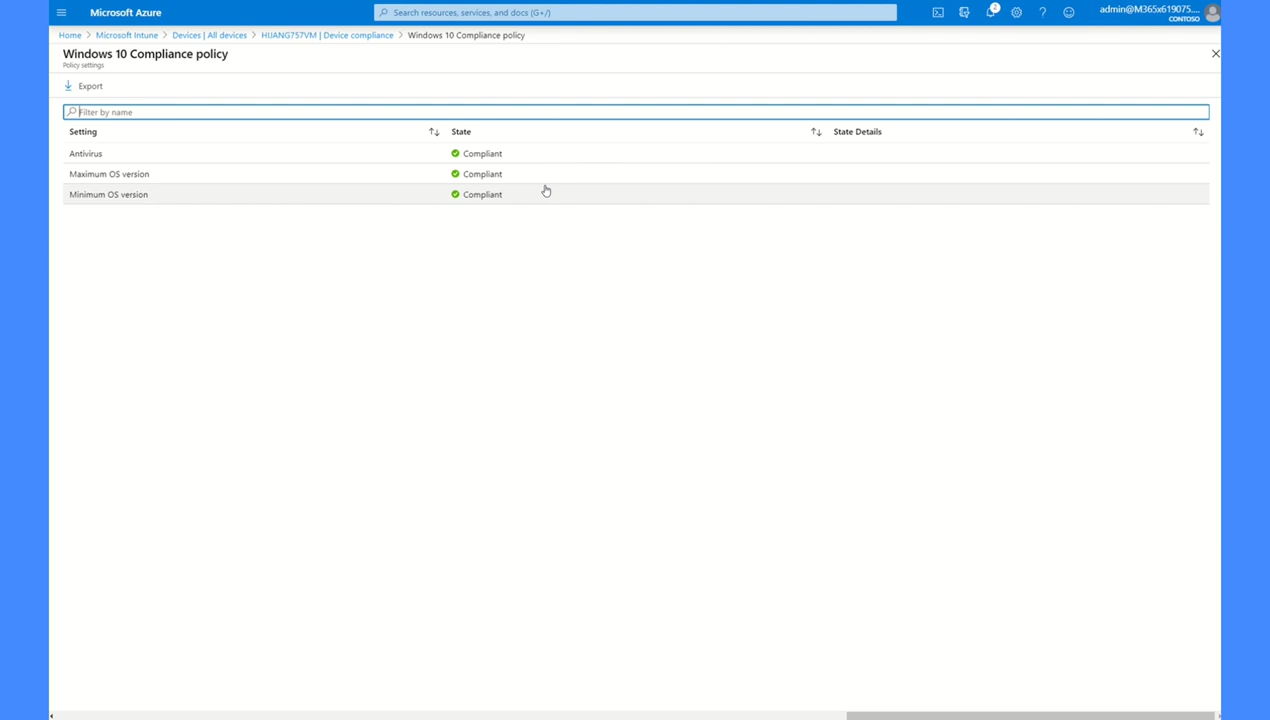 Microsoft Azure
Search resources, services, and docs (G+/)
2
admin@M365x619075....
CONTOSO
Home > Microsoft Intune > Devices | All devices > HIJANG757VM | Device compliance > Windows 10 Compliance policy
Windows 10 Compliance policy
Policy settings
Export
Filter by name
Setting State State Details
Antivirus Compliant
Maximum OS version Compliant
Minimum OS version Compliant